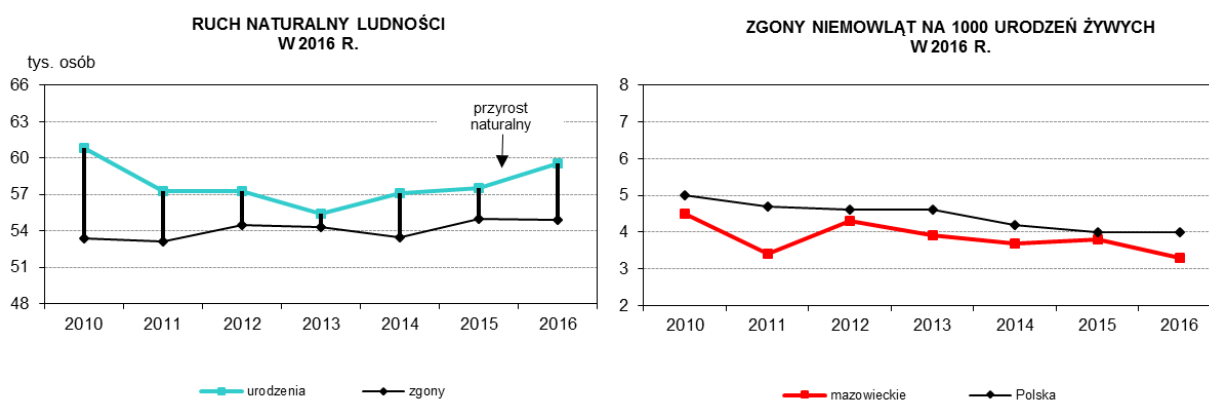 RUCH NATURALNY LUDNOŚCI
W 2016 R.
tys. osób
66
63
60
57
54
51
48
przyrost
naturalny
2010 2011 2012 2013 2014 2015 2016
urodzenia zgony
ZGONY NIEMOWLĄT NA 1000 URODZEŃ ŻYWYCH
W 2016 R.
8
7
6
5
4
3
2
2010 2011 2012 2013 2014 2015 2016
mazowieckie Polska